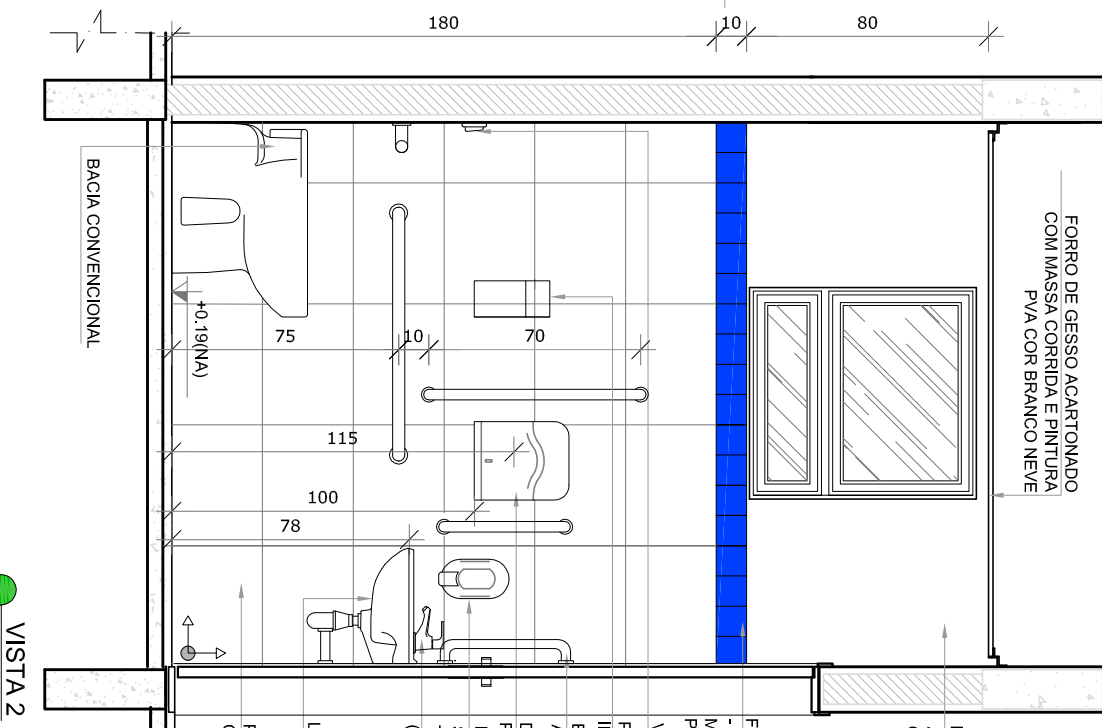 180
10
80
FORRO DE GESSO ACARTONADO
COM MASSA CORRIDA E PINTURA
PVA COR BRANCO NEVE
BACIA CONVENCIONAL
+0.19(NA)
75
10
70
115
100
78
VISTA 2